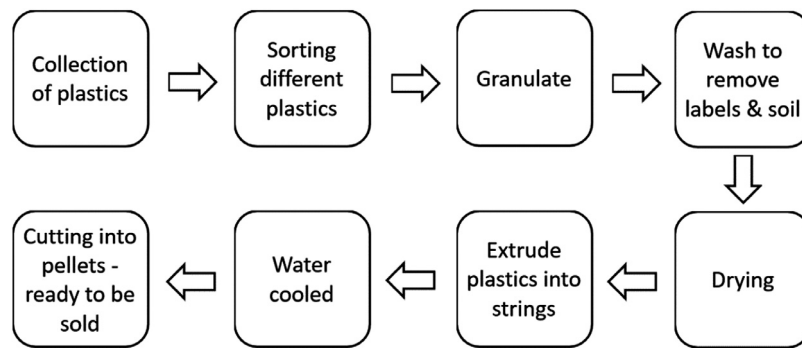 Collection
of plastics
Sorting
different
plastics
Granulate
Wash to
remove
labels & soil
Drying
Extrude
plastics into
strings
Water
cooled
Cutting into
pellets -
ready to be
sold